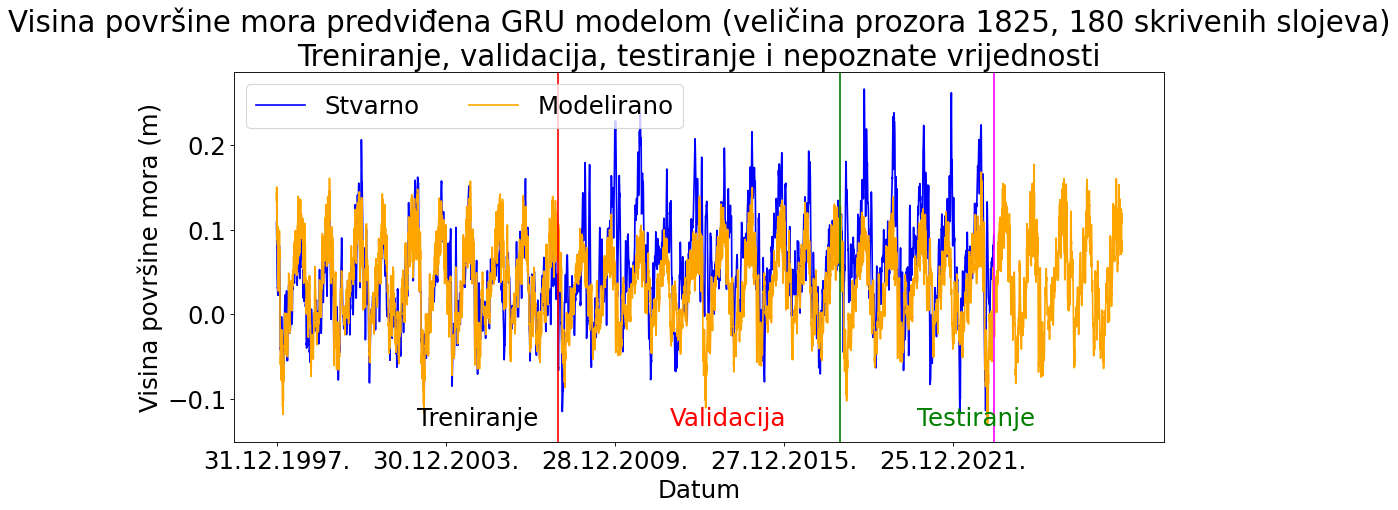 Visina površine mora predviđena GRU modelom (veličina prozora 1825, 180 skrivenih slojeva)
Treniranje, validacija, testiranje i nepoznate vrijednosti
Stvarno
Modelirano
Visina površine mora (m)
0.2
0.1
0.0
−0.1
Treniranje
Validacija
Testiranje
31.12.1997.
30.12.2003.
28.12.2009.
27.12.2015.
25.12.2021.
Datum